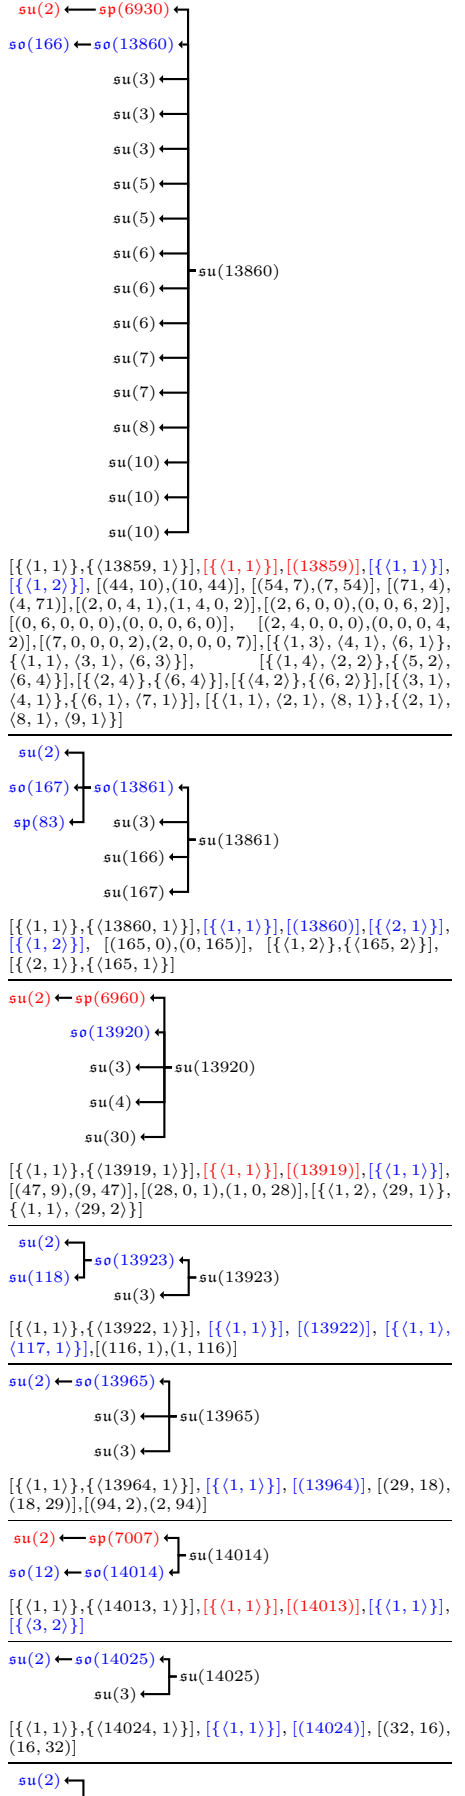 𝔰𝔲(2) 𝔰𝔭(6930)
𝔰𝔬(166) 𝔰𝔬(13860)
𝔰𝔲(3)
𝔰𝔲(3)
𝔰𝔲(3)
𝔰𝔲(5)
𝔰𝔲(5)
𝔰𝔲(6)
𝔰𝔲(13860)
𝔰𝔲(6)
𝔰𝔲(6)
𝔰𝔲(7)
𝔰𝔲(7)
𝔰𝔲(8)
𝔰𝔲(10)
𝔰𝔲(10)
𝔰𝔲(10)
[{⟨1, 1⟩},{⟨13859, 1⟩}],[{⟨1, 1⟩}],[(13859)],[{⟨1, 1⟩}],
[{⟨1, 2⟩}], [(44, 10),(10, 44)], [(54, 7),(7, 54)], [(71, 4),
(4, 71)],[(2, 0, 4, 1),(1, 4, 0, 2)],[(2, 6, 0, 0),(0, 0, 6, 2)],
[(0, 6, 0, 0, 0),(0, 0, 0, 6, 0)], [(2, 4, 0, 0, 0),(0, 0, 0, 4,
2)],[(7, 0, 0, 0, 2),(2, 0, 0, 0, 7)],[{⟨1, 3⟩, ⟨4, 1⟩, ⟨6, 1⟩},
{⟨1, 1⟩, ⟨3, 1⟩, ⟨6, 3⟩}], [{⟨1, 4⟩, ⟨2, 2⟩},{⟨5, 2⟩,
⟨6, 4⟩}],[{⟨2, 4⟩},{⟨6, 4⟩}],[{⟨4, 2⟩},{⟨6, 2⟩}],[{⟨3, 1⟩,
⟨4, 1⟩},{⟨6, 1⟩, ⟨7, 1⟩}], [{⟨1, 1⟩, ⟨2, 1⟩, ⟨8, 1⟩},{⟨2, 1⟩,
⟨8, 1⟩, ⟨9, 1⟩}]
𝔰𝔲(2)
𝔰𝔬(167) 𝔰𝔬(13861)
𝔰𝔭(83) 𝔰𝔲(3)
𝔰𝔲(13861)
𝔰𝔲(166)
𝔰𝔲(167)
[{⟨1, 1⟩},{⟨13860, 1⟩}],[{⟨1, 1⟩}],[(13860)],[{⟨2, 1⟩}],
[{⟨1, 2⟩}], [(165, 0),(0, 165)], [{⟨1, 2⟩},{⟨165, 2⟩}],
[{⟨2, 1⟩},{⟨165, 1⟩}]
𝔰𝔲(2) 𝔰𝔭(6960)
𝔰𝔬(13920)
𝔰𝔲(3) 𝔰𝔲(13920)
𝔰𝔲(4)
𝔰𝔲(30)
[{⟨1, 1⟩},{⟨13919, 1⟩}],[{⟨1, 1⟩}],[(13919)],[{⟨1, 1⟩}],
[(47, 9),(9, 47)],[(28, 0, 1),(1, 0, 28)],[{⟨1, 2⟩, ⟨29, 1⟩},
{⟨1, 1⟩, ⟨29, 2⟩}]
𝔰𝔲(2)
𝔰𝔬(13923)
𝔰𝔲(118) 𝔰𝔲(13923)
𝔰𝔲(3)
[{⟨1, 1⟩},{⟨13922, 1⟩}], [{⟨1, 1⟩}], [(13922)], [{⟨1, 1⟩,
⟨117, 1⟩}],[(116, 1),(1, 116)]
𝔰𝔲(2) 𝔰𝔬(13965)
𝔰𝔲(3) 𝔰𝔲(13965)
𝔰𝔲(3)
[{⟨1, 1⟩},{⟨13964, 1⟩}], [{⟨1, 1⟩}], [(13964)], [(29, 18),
(18, 29)],[(94, 2),(2, 94)]
𝔰𝔲(2) 𝔰𝔭(7007)
𝔰𝔲(14014)
𝔰𝔬(12) 𝔰𝔬(14014)
[{⟨1, 1⟩},{⟨14013, 1⟩}],[{⟨1, 1⟩}],[(14013)],[{⟨1, 1⟩}],
[{⟨3, 2⟩}]
𝔰𝔲(2) 𝔰𝔬(14025)
𝔰𝔲(14025)
𝔰𝔲(3)
[{⟨1, 1⟩},{⟨14024, 1⟩}], [{⟨1, 1⟩}], [(14024)], [(32, 16),
(16, 32)]
𝔰𝔲(2)